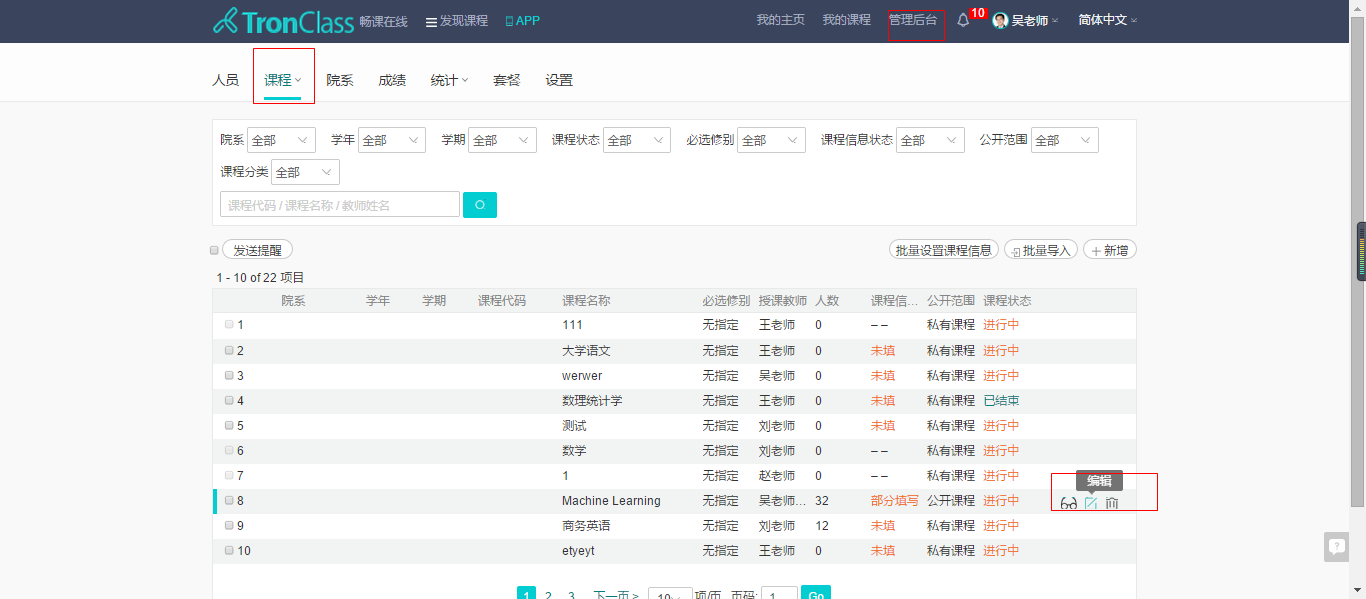 TronClass 畅课在线 发现课程 APP 我的主页 我的课程 管理后台 10 吴老师 简体中文
人员 课程 院系 成绩 统计 套餐 设置
院系 全部 学年 全部 学期 全部 课程状态 全部 必选修别 全部 课程信息状态 全部 公开范围 全部
课程分类 全部
课程代码 / 课程名称 / 教师姓名
发送提醒 批量设置课程信息 批量导入 新增
1 - 10 of 22 项目
院系 学年 学期 课程代码 课程名称 必选修别 授课教师 人数 课程信... 公开范围 课程状态
1 111 无指定 王老师 0 – – 私有课程 进行中
2 大学语文 无指定 王老师 0 未填 私有课程 进行中
3 werwer 无指定 吴老师 0 未填 私有课程 进行中
4 数理统计学 无指定 王老师 0 未填 私有课程 已结束
5 测试 无指定 刘老师 0 未填 私有课程 进行中
6 数学 无指定 刘老师 0 – – 私有课程 进行中
7 1 无指定 赵老师 0 – – 私有课程 进行中
编辑
8 Machine Learning 无指定 吴老师... 32 部分填写 公开课程 进行中
9 商务英语 无指定 刘老师 12 未填 私有课程 进行中
10 etyeyt 无指定 王老师 0 未填 私有课程 进行中
1 2 3 下一页 > 10 项/页 页码: 1 Go